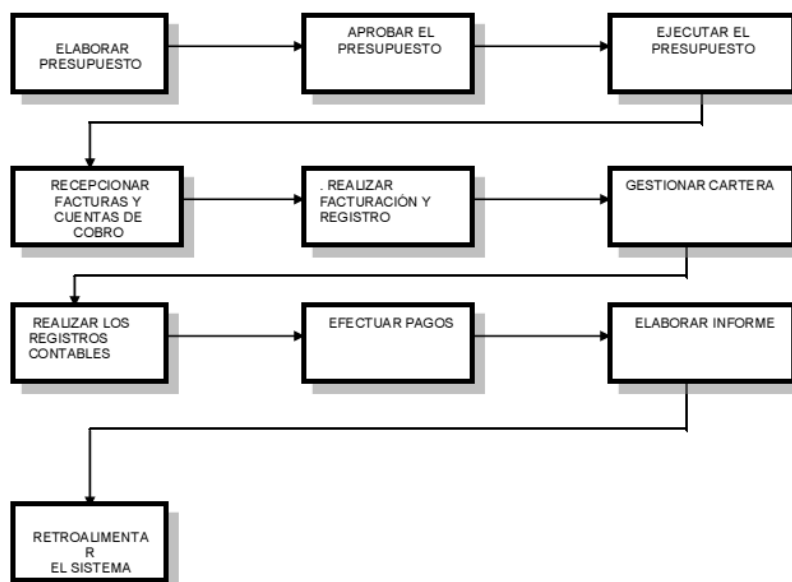 ELABORAR
PRESUPUESTO
APROBAR EL
PRESUPUESTO
EJECUTAR EL
PRESUPUESTO
RECEPCIONAR
FACTURAS Y
CUENTAS DE
COBRO
. REALIZAR
FACTURACIÓN Y
REGISTRO
GESTIONAR CARTERA
REALIZAR LOS
REGISTROS
CONTABLES
EFECTUAR PAGOS
ELABORAR INFORME
RETROALIMENTA
R
EL SISTEMA